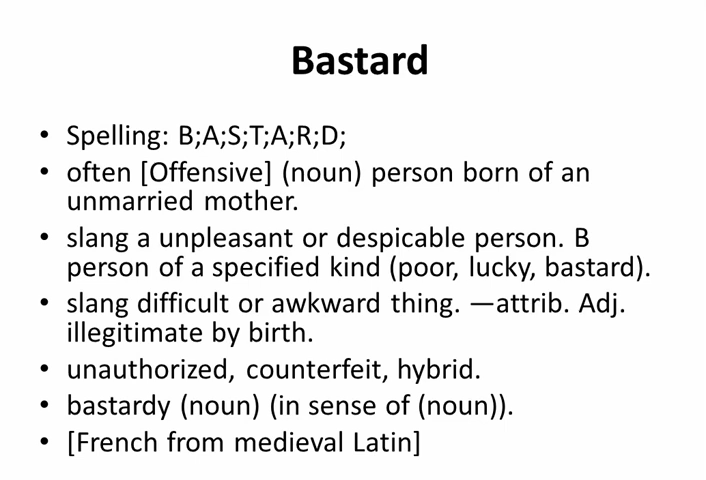 Bastard
• Spelling: B;A;S;T;A;R;D;
• often [Offensive] (noun) person born of an
unmarried mother.
• slang a unpleasant or despicable person. B
person of a specified kind (poor, lucky, bastard).
• slang difficult or awkward thing. —attrib. Adj.
illegitimate by birth.
• unauthorized, counterfeit, hybrid.
• bastardy (noun) (in sense of (noun)).
• [French from medieval Latin]